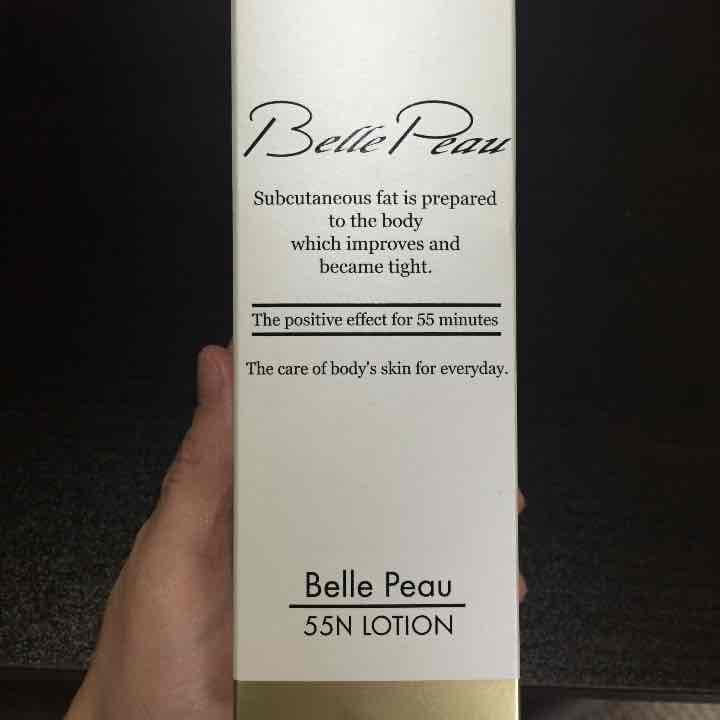 Belle Peau
Subcutaneous fat is prepared
to the body
which improves and
became tight.
The positive effect for 55 minutes
The care of body's skin for everyday.
Belle Peau
55N LOTION